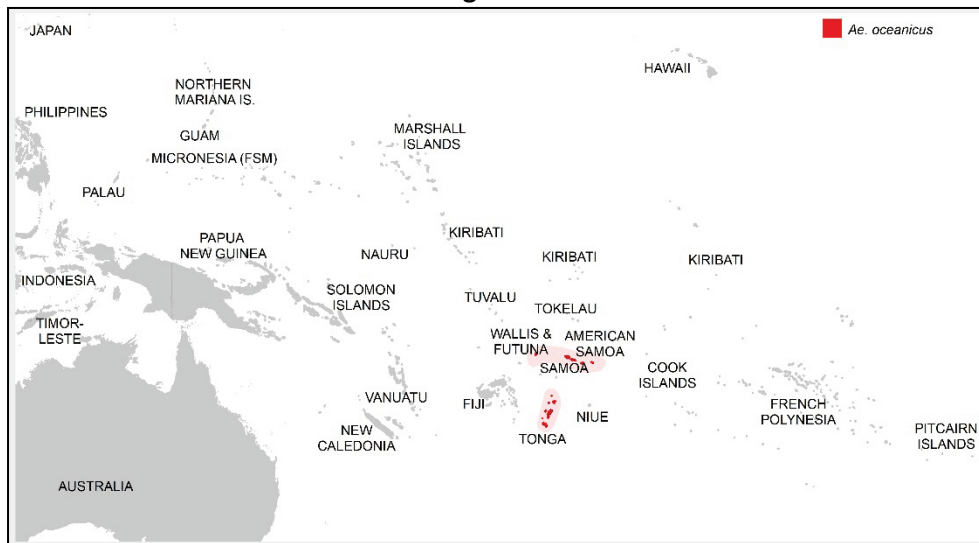 JAPAN
Ae. oceanicus
HAWAII
NORTHERN
MARIANA IS.
PHILIPPINES
GUAM
MARSHALL
ISLANDS
MICRONESIA (FSM)
PALAU
KIRIBATI
PAPUA
NEW GUINEA
NAURU
KIRIBATI
KIRIBATI
INDONESIA
SOLOMON
ISLANDS
TUVALU
TOKELAU
TIMOR-
LESTE
WALLIS &
FUTUNA
AMERICAN
SAMOA
SAMOA
COOK
ISLANDS
VANUATU
FIJI
NIUE
FRENCH
POLYNESIA
NEW
CALEDONIA
TONGA
PITCAIRN
ISLANDS
AUSTRALIA